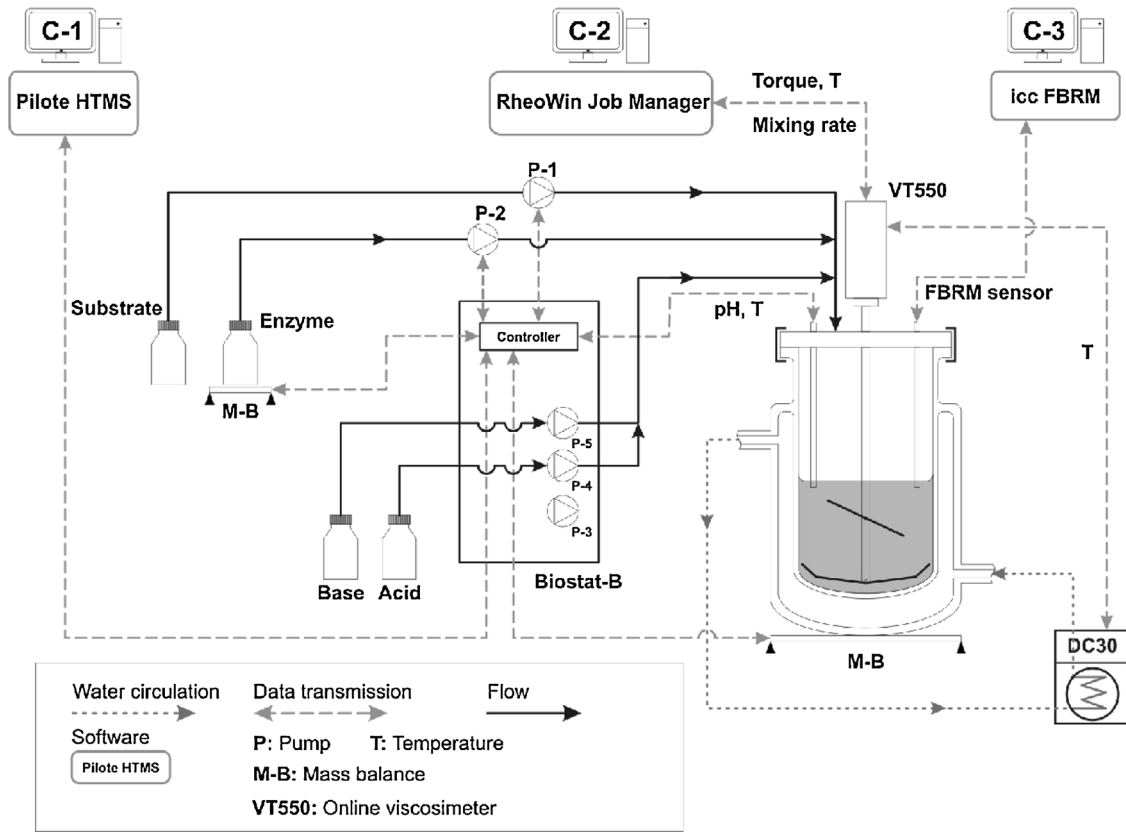 C-1
C-2
C-3
Pilote HTMS
RheoWin Job Manager
Torque, T
Mixing rate
icc FBRM
P-1
VT550
P-2
Substrate
Enzyme
pH, T
FBRM sensor
Controller
T
M-B
P-5
P-4
P-3
Base
Acid
Biostat-B
M-B
DC30
Water circulation
Data transmission
Flow
Software
P: Pump
T: Temperature
Pilote HTMS
M-B: Mass balance
VT550: Online viscosimeter